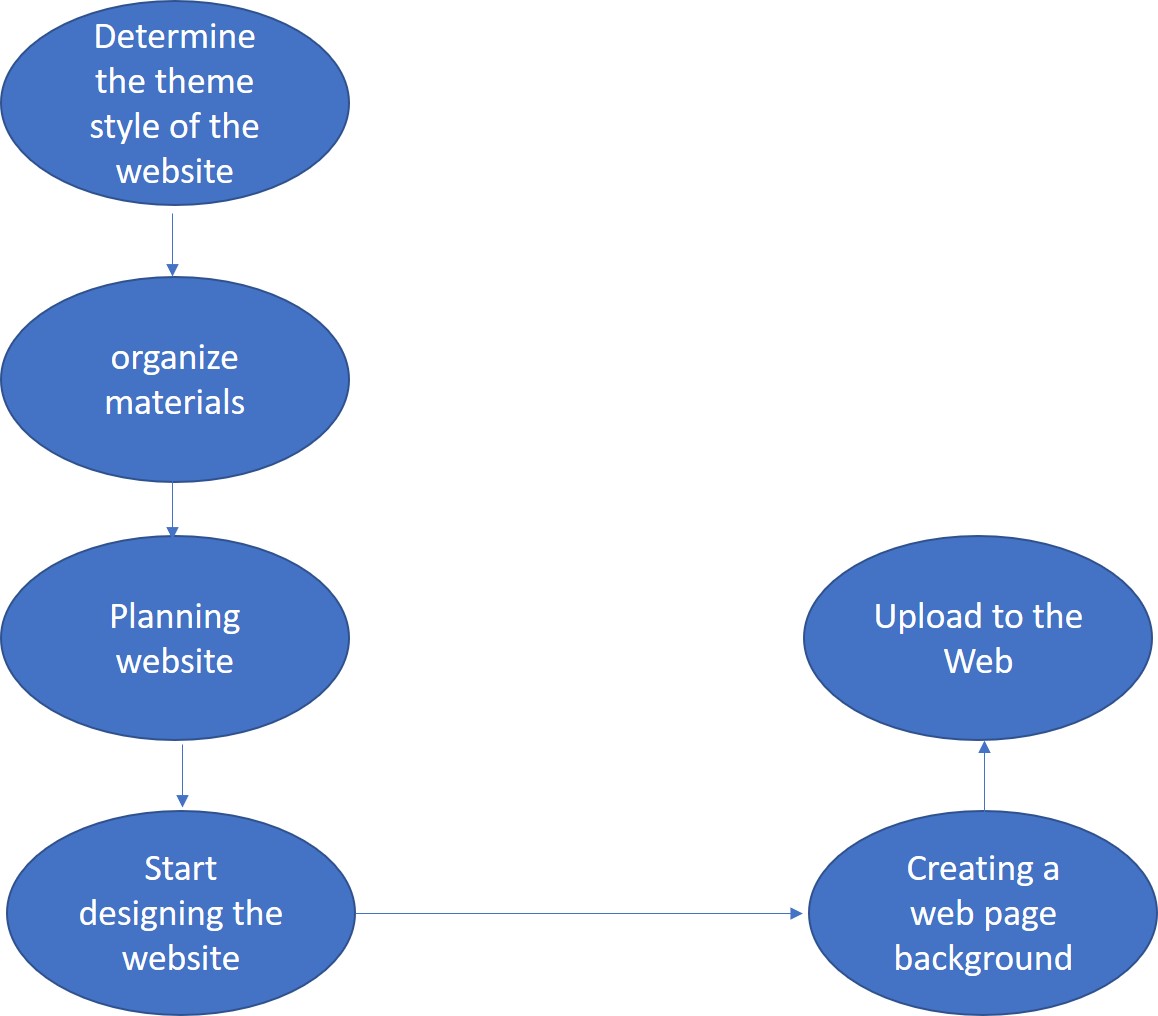 Determine
the theme
style of the
website
organize
materials
Planning
website
Start
designing the
website
Creating a
web page
background
Upload to the
Web